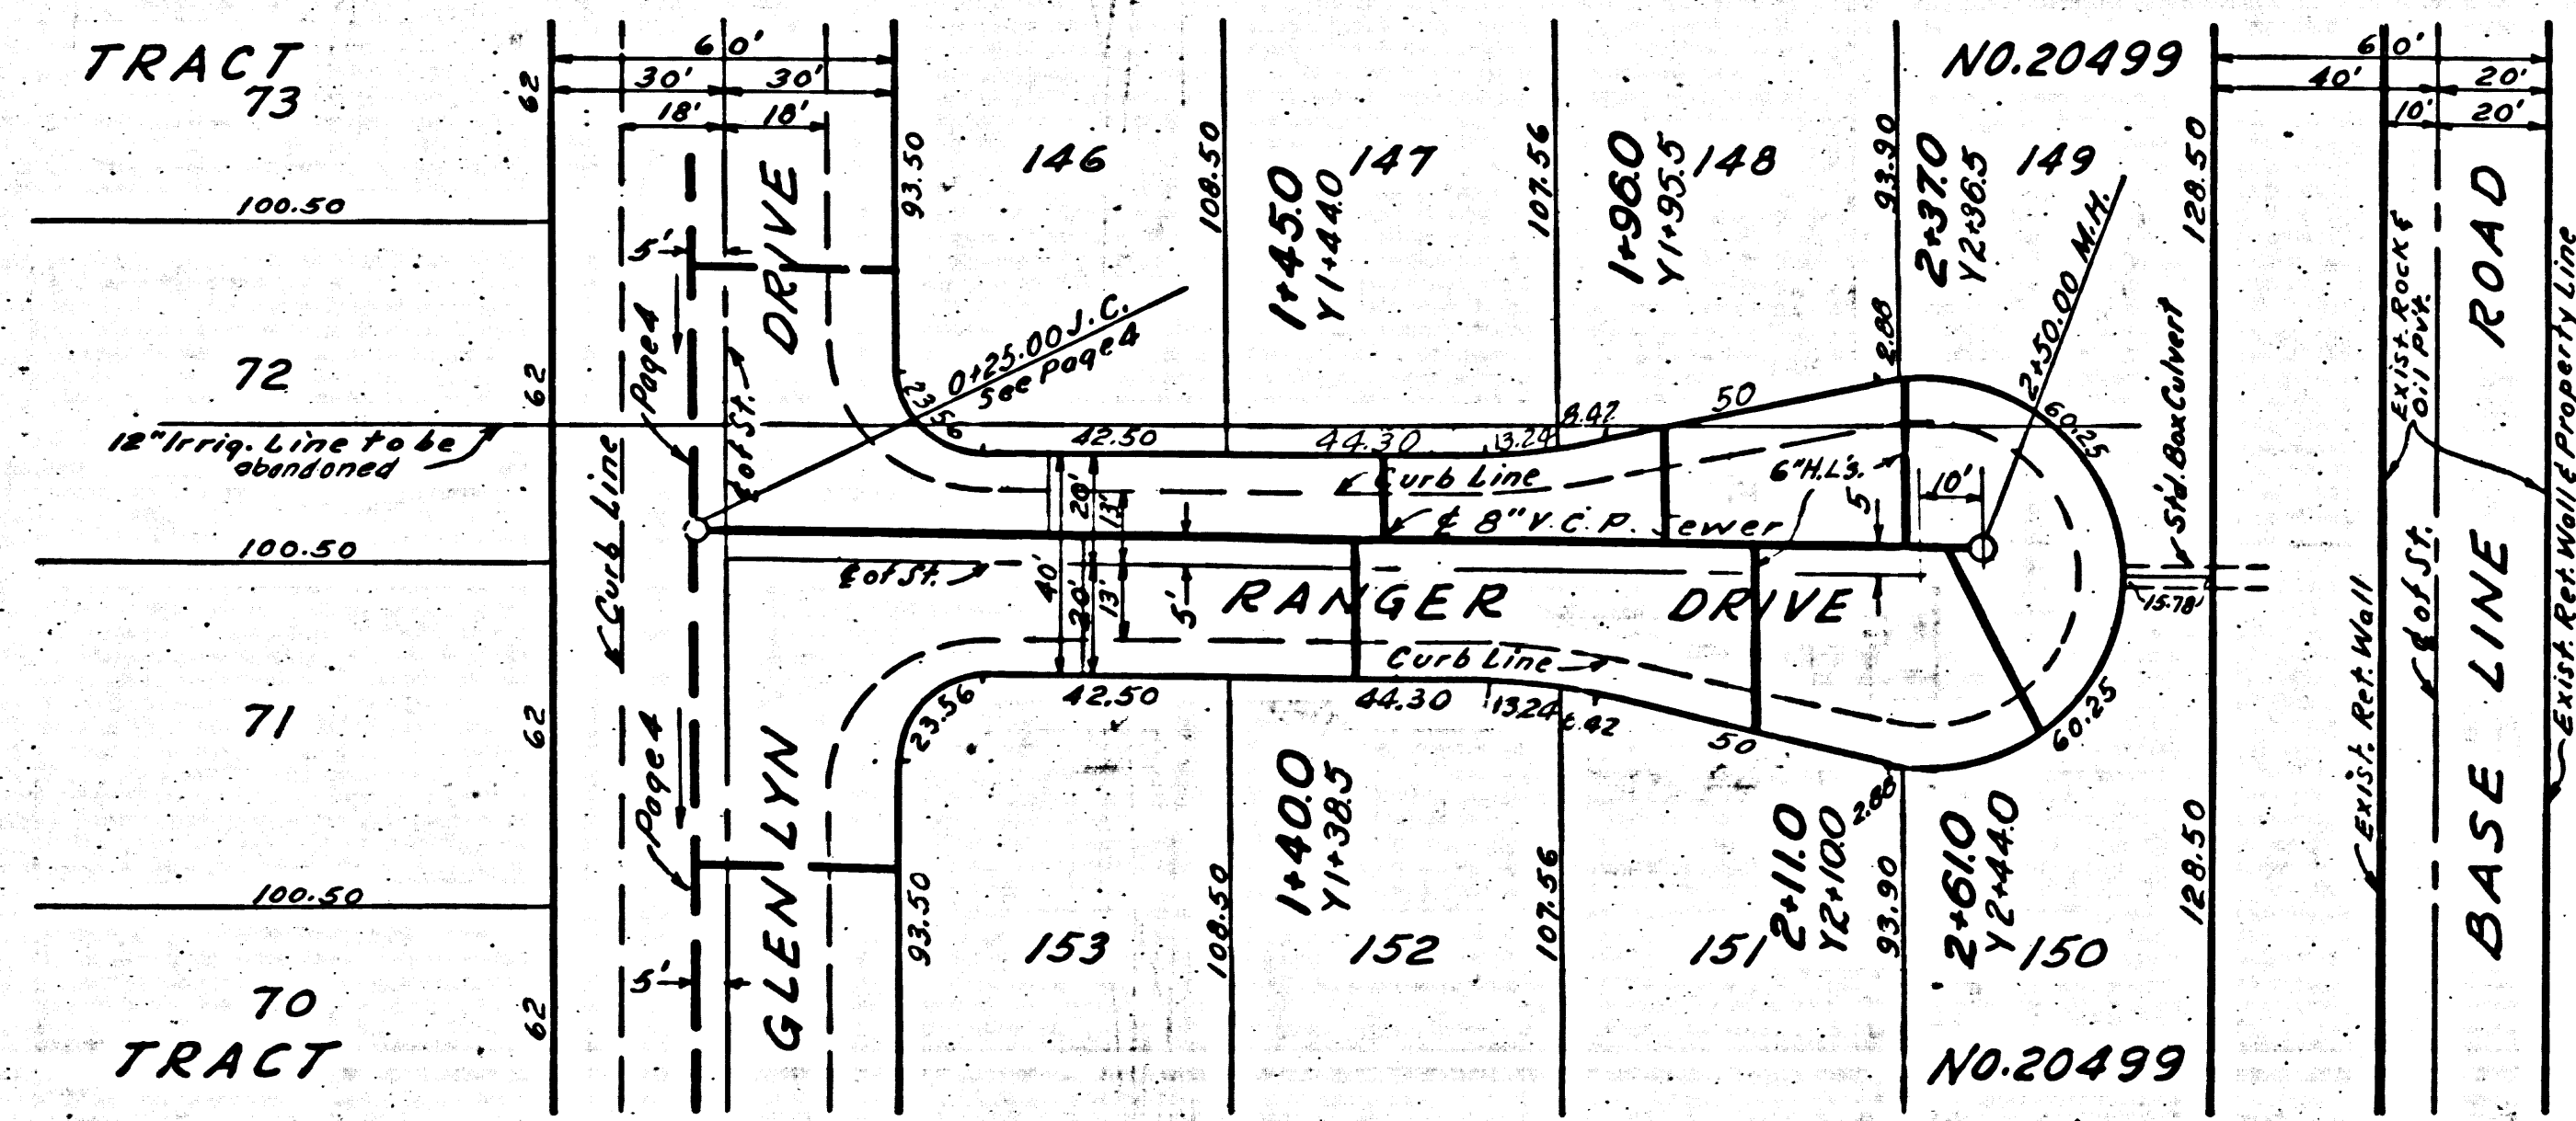 TRACT
73
62
60'
30' 30'
18' 18'
93.50
146
108.50
1+45.0
Y1+44.0
147
107.56
1+96.0
Y1+95.5
148
93.90
2.88
NO.20499
2+37.0
Y2+36.5
149
2+50.00 M.H.
128.50
60'
40' 20'
10' 20'
100.50
5'
Page 4
DRIVE
72
62
12" Irrig. Line to be
abandoned
Curb Line
₵ of St.
0+25.00 J.C.
See Page 4
23.56
42.50
44.30
13.24
8.42
50
60.25
Curb Line
6" H.L's.
₵ 8" V.C.P. Sewer
10'
5
Std. Box Culvert
Exist. Rock &
Oil Pvt.
ROAD
Exist. Ret. Wall & Property Line
100.50
20'
13'
40'
20'
13'
5'
₵ of St.
RANGER DRIVE
15.78'
Exist. Ret. Wall
₵ of St.
BASE LINE
71
62
Page 4
Curb Line
23.56
42.50
44.30
13.24
50
60.25
2.88
100.50
GLEN LYN
93.50
153
108.50
1+40.0
Y1+38.5
152
107.56
151
2+11.0
Y2+10.0
93.90
2+61.0
Y2+44.0
150
128.50
5'
70
62
TRACT
NO.20499